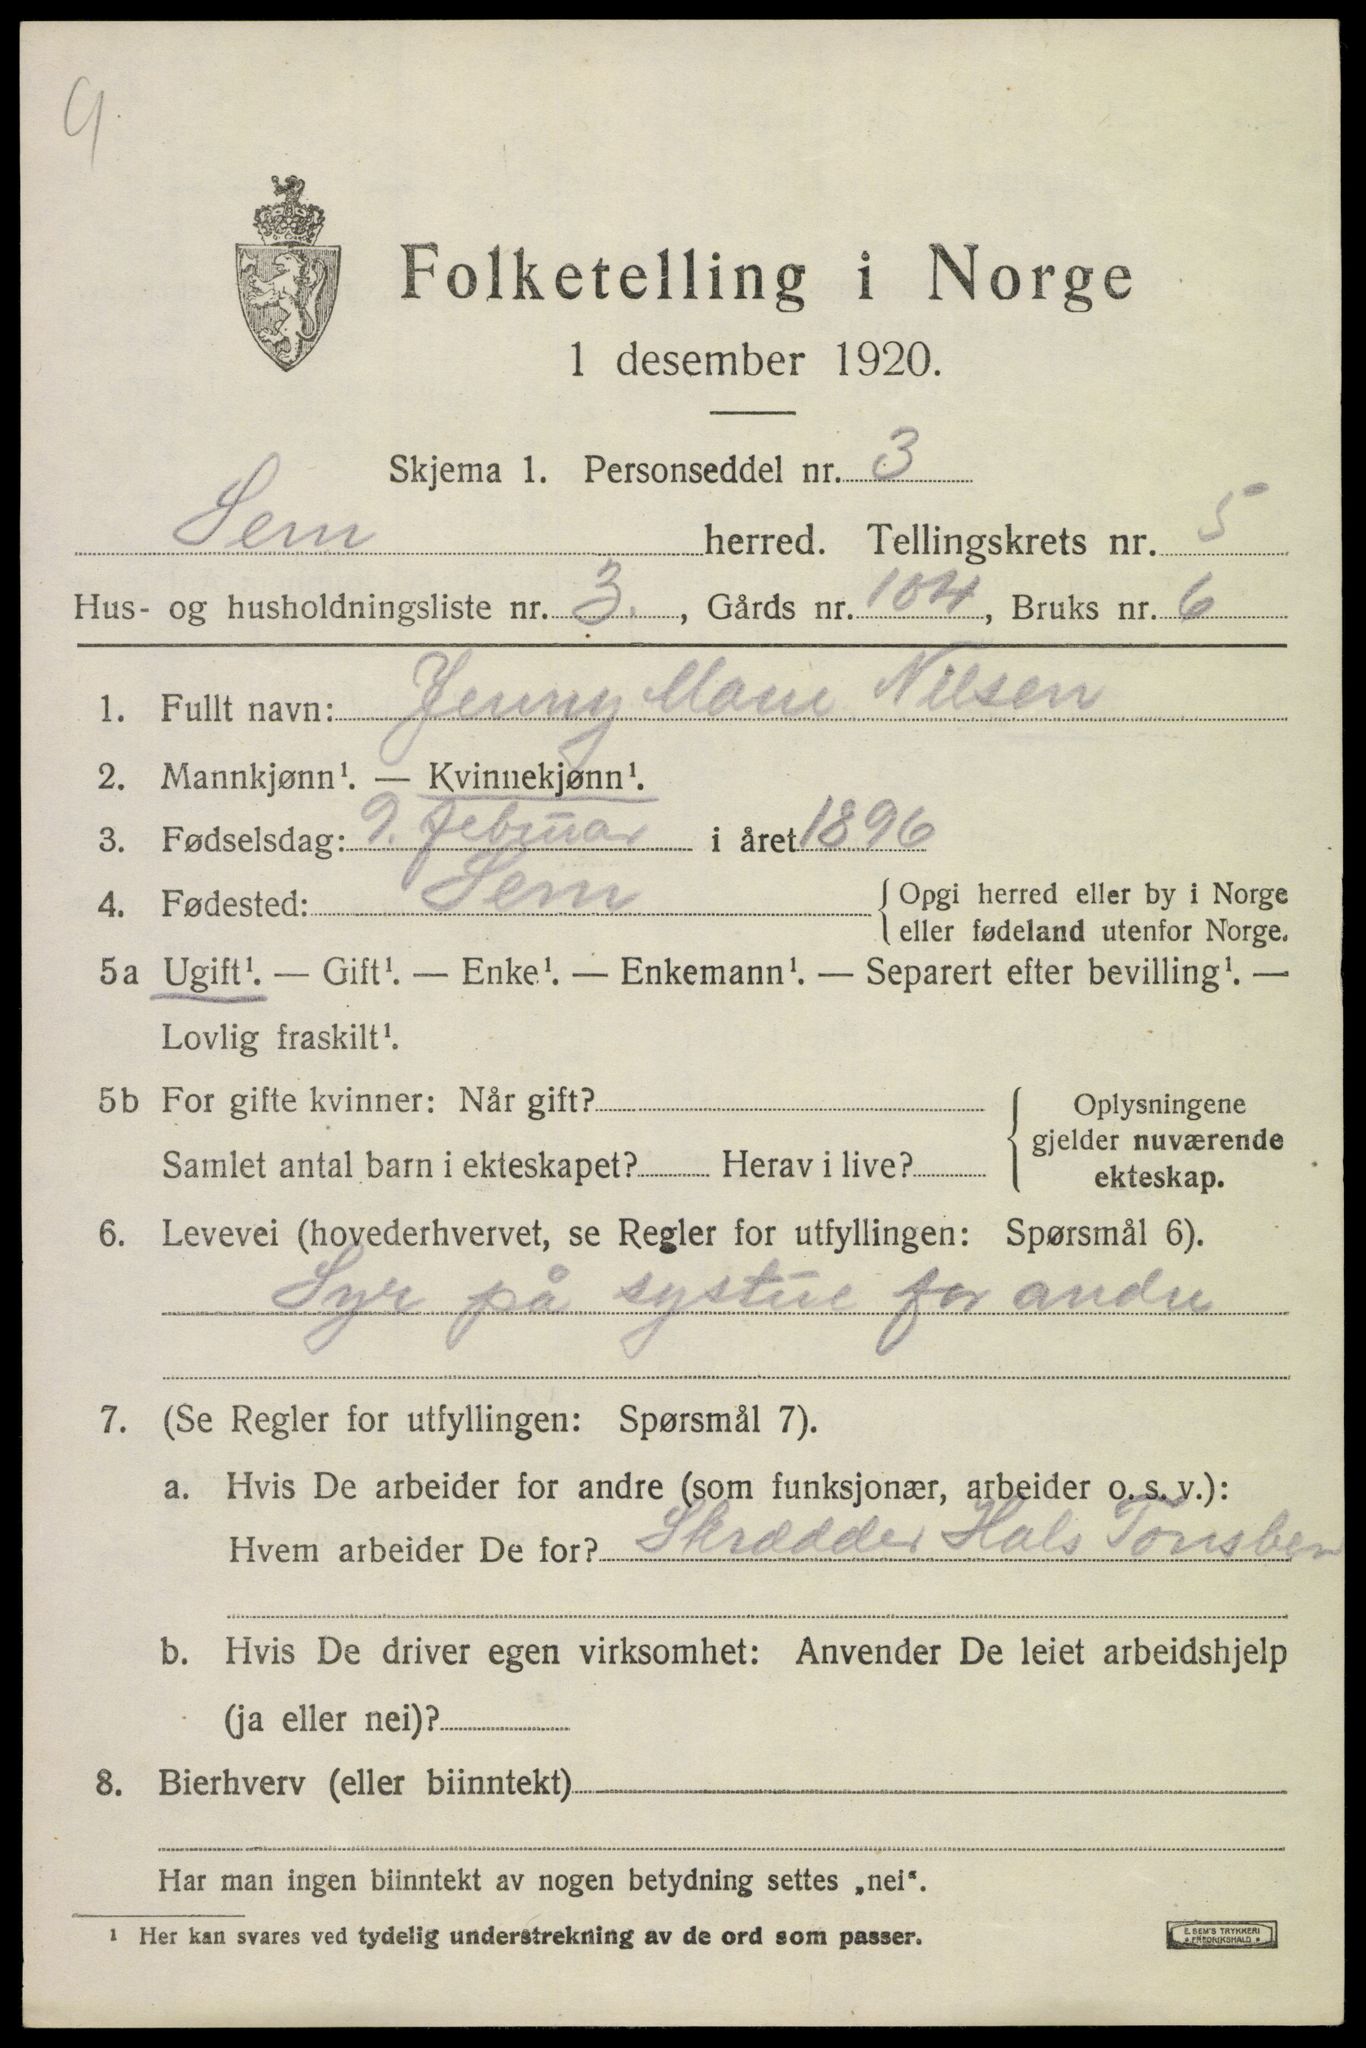 9.
Folketelling i Norge
1 desember 1920.
Skjema 1. Personseddel nr. 3
Sem herred. Tellingskrets nr. 5
Hus- og husholdningsliste nr. 3. , Gårds nr. 104, Bruks nr. 6
1. Fullt navn: Jenny Marie Nilsen
2. Mannkjønn¹. — Kvinnekjønn¹.
3. Fødselsdag: 9. februar i året 1896
4. Fødested: Sem { Opgi herred eller by i Norge
eller fødeland utenfor Norge.
5a Ugift¹. — Gift¹. — Enke¹. — Enkemann¹. — Separert efter bevilling¹. —
Lovlig fraskilt¹.
5b For gifte kvinner: Når gift? { Oplysningene
gjelder nuværende
Samlet antal barn i ekteskapet? Herav i live?
ekteskap.
6. Levevei (hovederhvervet, se Regler for utfyllingen: Spørsmål 6).
Syr på systue for andre
7. (Se Regler for utfyllingen: Spørsmål 7).
a. Hvis De arbeider for andre (som funksjonær, arbeider o. s. v.):
Hvem arbeider De for? Skrædder Hals Tønsber
b. Hvis De driver egen virksomhet: Anvender De leiet arbeidshjelp
(ja eller nei)?
8. Bierhverv (eller biinntekt)
Har man ingen biinntekt av nogen betydning settes „nei“.
¹ Her kan svares ved tydelig understrekning av de ord som passer.
E. SEM'S TRYKKERI
FREDRIKSHALD